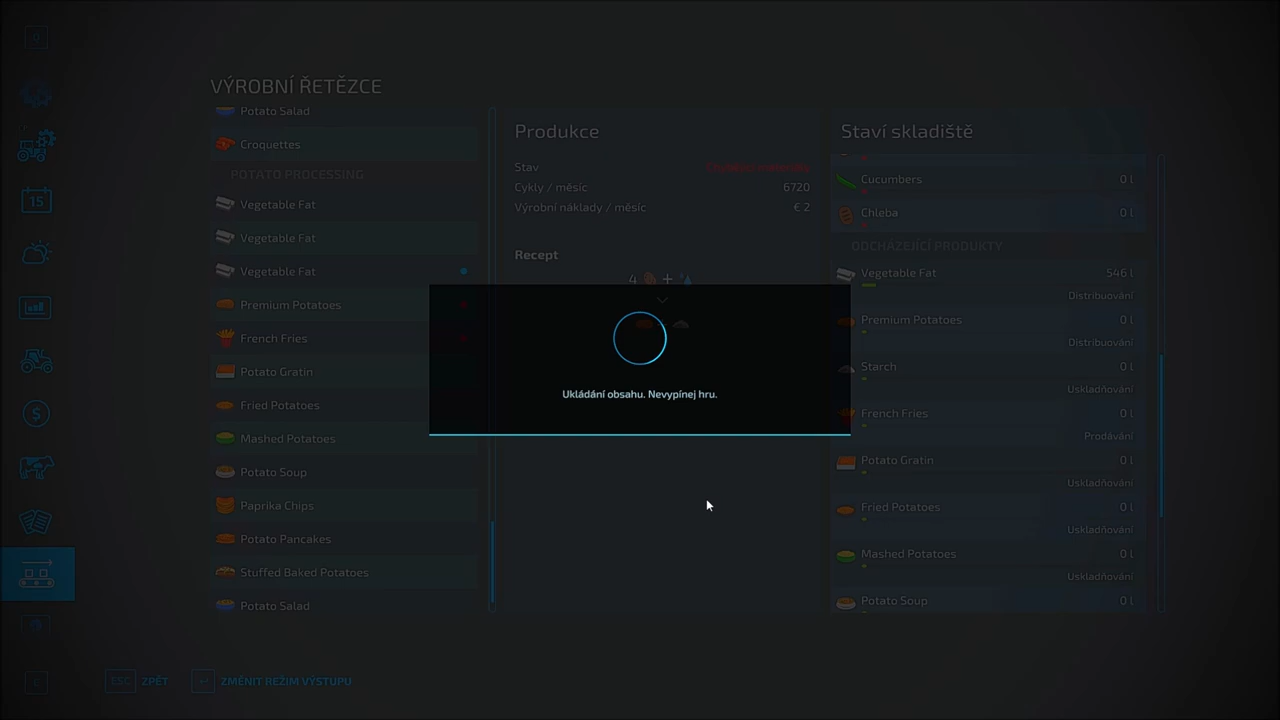 VÝROBNÍ ŘETĚZCE
Potato Salad
Croquettes
POTATO PROCESSING
Vegetable Fat
Vegetable Fat
Vegetable Fat
Premium Potatoes
French Fries
Potato Gratin
Fried Potatoes
Mashed Potatoes
Potato Soup
Paprika Chips
Potato Pancakes
Stuffed Baked Potatoes
Potato Salad
Produkce
Stav
Cykly / měsíc 6720
Výrobní náklady / měsíc € 2
Recept
4 +
Ukládání obsahu. Nevypínej hru.
Staví skladiště
Cucumbers 0 l
Chleba 0 l
ODCHÁZEJÍCÍ PRODUKTY
Vegetable Fat 546 l
Distribuování
Premium Potatoes 0 l
Distribuování
Starch 0 l
Uskladňování
French Fries 0 l
Prodávání
Potato Gratin 0 l
Uskladňování
Fried Potatoes 0 l
Uskladňování
Mashed Potatoes 0 l
Uskladňování
Potato Soup 0 l
15
$
ESC ZPĚT
ZMĚNIT REŽIM VÝSTUPU